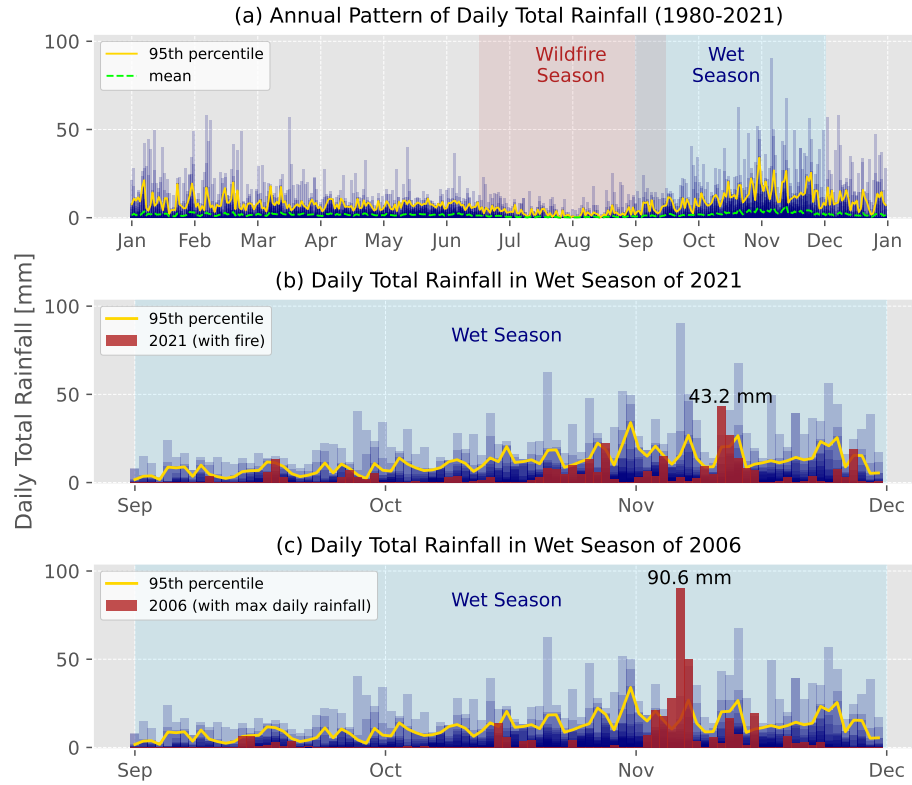 (a) Annual Pattern of Daily Total Rainfall (1980-2021)
100
50
0
95th percentile
mean
Wildfire
Season
Wet
Season
Jan Feb Mar Apr May Jun Jul Aug Sep Oct Nov Dec Jan
Daily Total Rainfall [mm]
(b) Daily Total Rainfall in Wet Season of 2021
100
50
0
95th percentile
2021 (with fire)
Wet Season
43.2 mm
Sep Oct Nov Dec
(c) Daily Total Rainfall in Wet Season of 2006
100
50
0
95th percentile
2006 (with max daily rainfall)
Wet Season
90.6 mm
Sep Oct Nov Dec